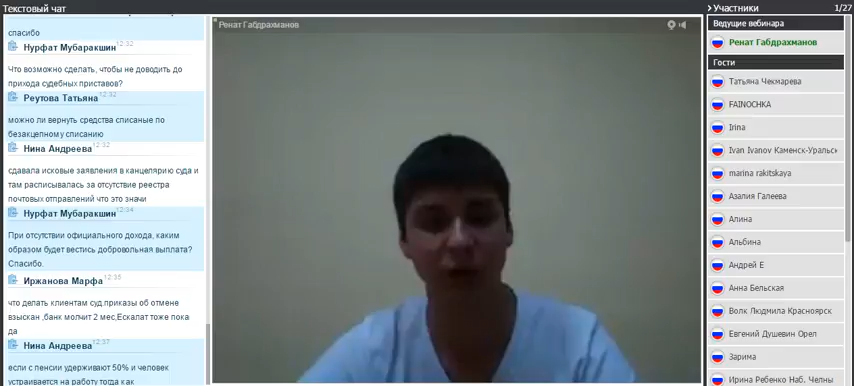 Текстовый чат
спасибо
Нурфат Мубаракшин 12:32
Что возможно сделать, чтобы не доводить до
прихода судебных приставов?
Реутова Татьяна 12:32
можно ли вернуть средства списаные по
безакцепному списанию
Нина Андреева 12:32
сдавала исковые заявления в канцелярию суда и
там расписывалась за отсутствие реестра
почтовых отправлений что это значи
Нурфат Мубаракшин 12:34
При отсутствии официального дохода, каким
образом будет вестись добровольная выплата?
Спасибо.
Иржанова Марфа 12:35
что делать клиентам суд.приказы об отмене
взыскан ,банк молчит 2 мес,Ескалат тоже пока
да
Нина Андреева 12:37
если с пенсии удерживают 50% и человек
устраивается на работу тогда как
Ренат Габдрахманов
Участники 1/27
Ведущие вебинара
Ренат Габдрахманов
Гости
Татьяна Чекмарева
FAINOCHKA
Irina
Ivan Ivanov Каменск-Уральск
marina rakitskaya
Азалия Галеева
Алина
Альбина
Андрей Е
Анна Бельская
Волк Людмила Красноярск
Евгений Душевин Орел
Зарима
Ирина Ребенко Наб. Челны